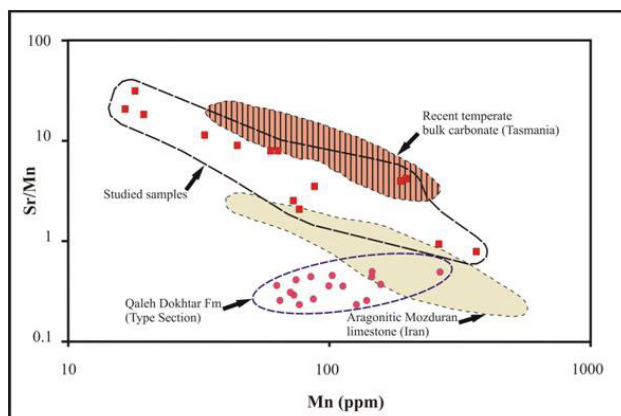 100
10
1
0.1
Sr/Mn
10
100
1000
Mn (ppm)
Recent temperate
bulk carbonate (Tasmania)
Studied samples
Qaleh Dokhtar Fm
(Type Section)
Aragonitic Mozduran
limestone (Iran)